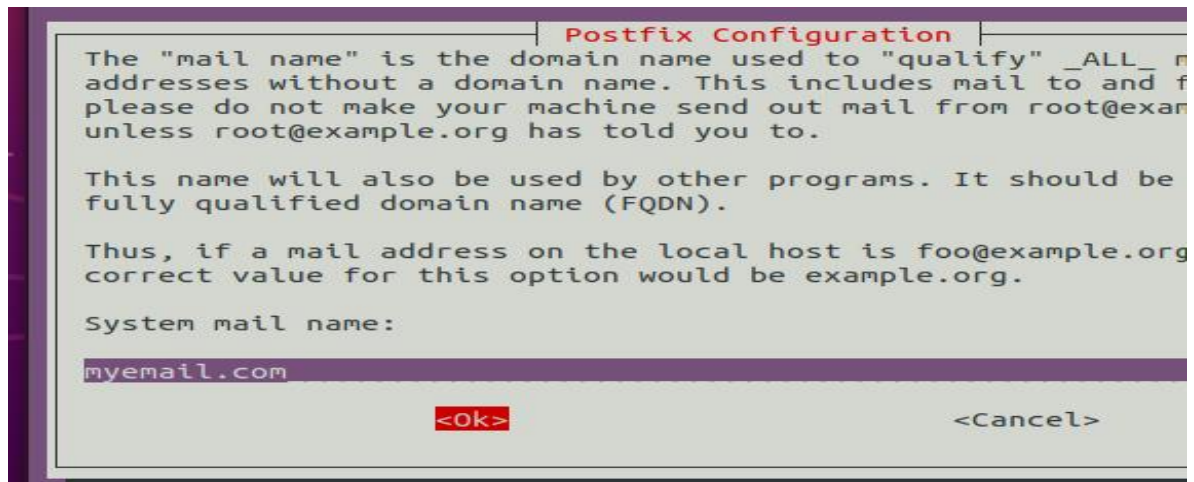 Postfix Configuration
The "mail name" is the domain name used to "qualify" _ALL_
addresses without a domain name. This includes mail to and
please do not make your machine send out mail from
unless root@example.org has told you to.
This name will also be used by other programs. It should be
fully qualified domain name (FQDN).
Thus, if a mail address on the local host is foo@example.org
correct value for this option would be example.org.
System mail name:
myemail.com
<Ok> <Cancel>